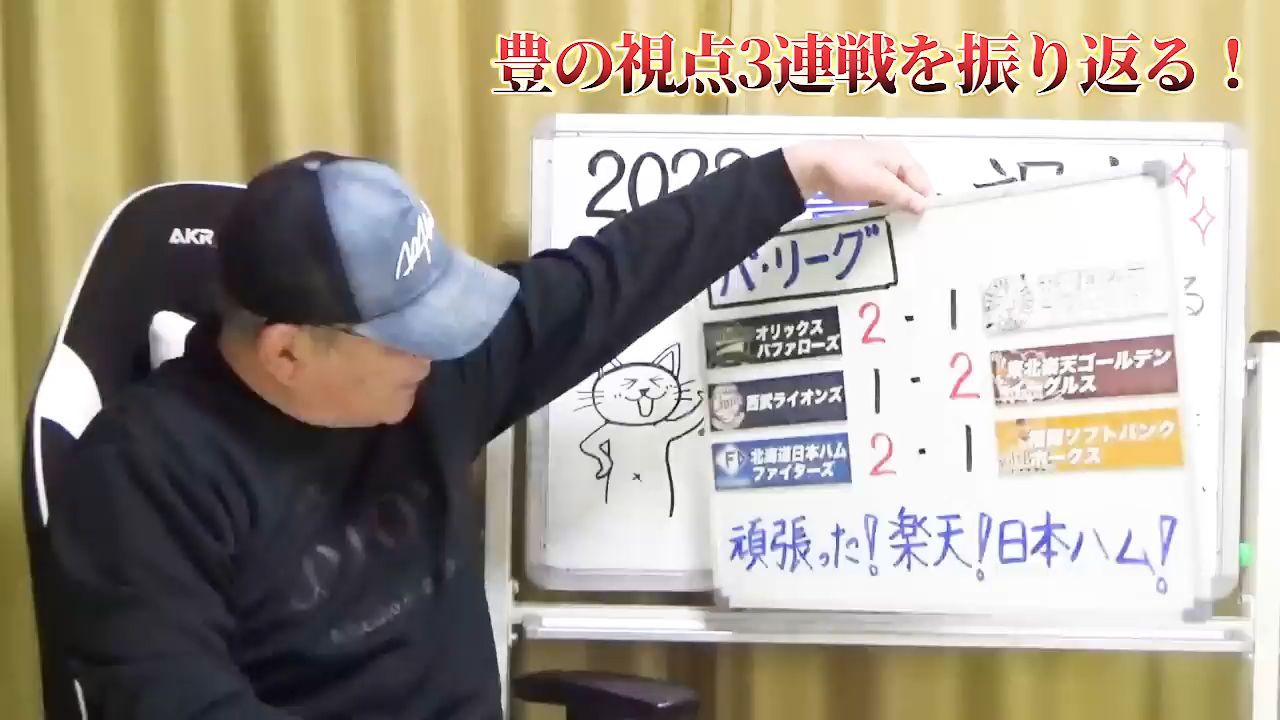 豊の視点3連戦を振り返る！
202
AKR
パ・リーグ
オリックス
バファローズ
2 - 1
西武ライオンズ
1 - 2
東北楽天ゴールデン
イーグルス
F
北海道日本ハム
ファイターズ
2 - 1
福岡ソフトバンク
ホークス
る
頑張った!楽天!日本ハム!